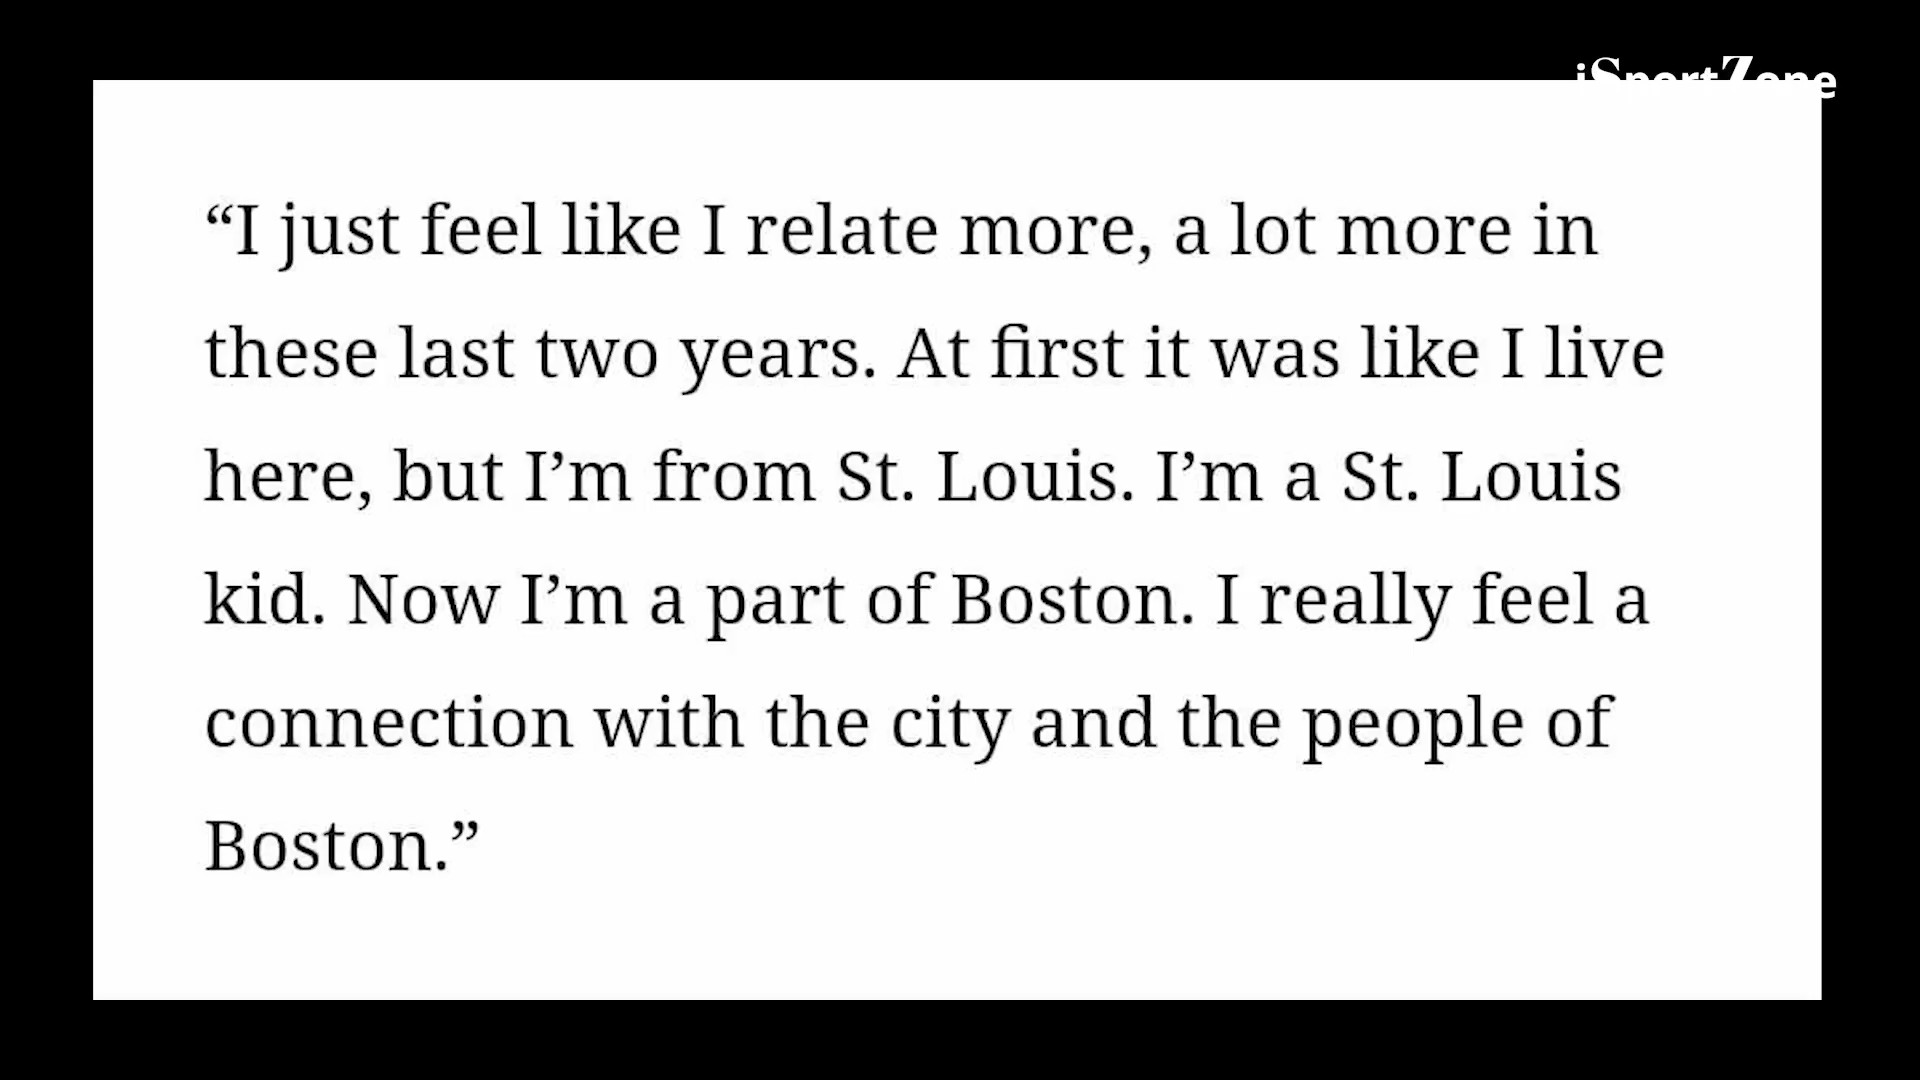 iSportZone
“I just feel like I relate more, a lot more in
these last two years. At first it was like I live
here, but I’m from St. Louis. I’m a St. Louis
kid. Now I’m a part of Boston. I really feel a
connection with the city and the people of
Boston.”